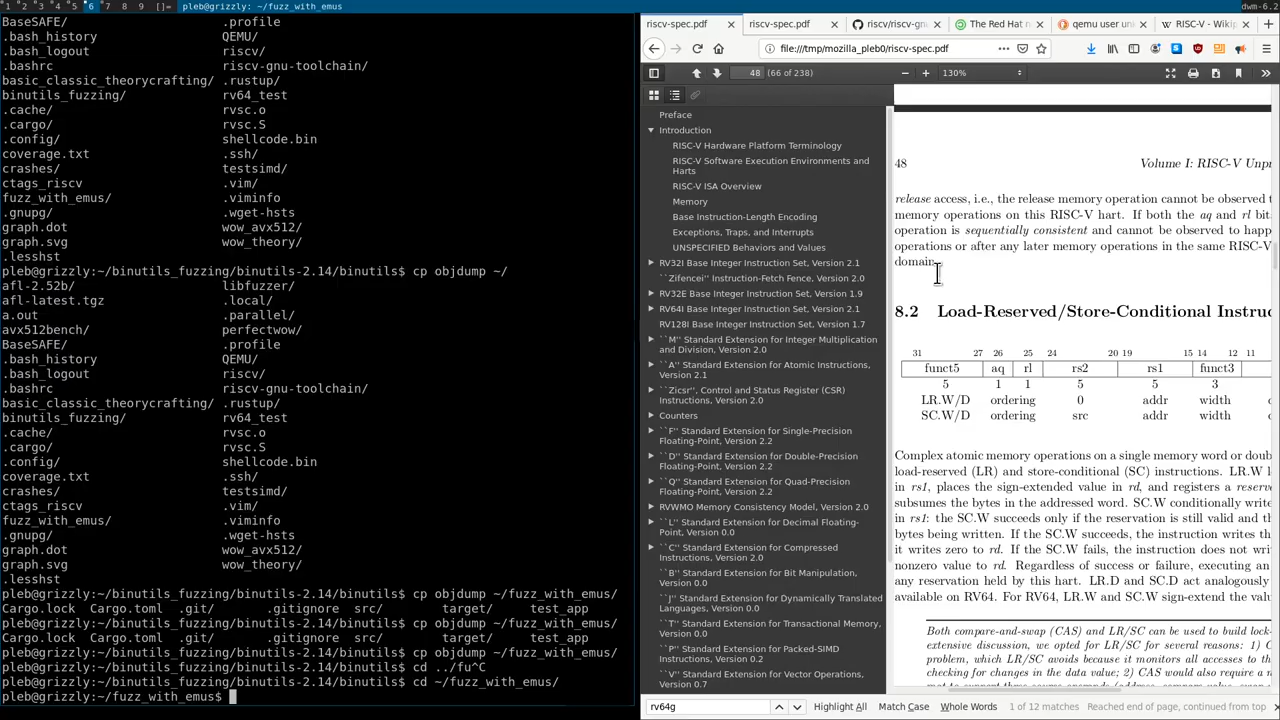 1 2 3 4 5 6 7 8 9 []= pleb@grizzly: fuzz_with_emus dwm-6.2
BaseSAFE/ .profile
.bash_history QEMU/
.bash_logout riscv/
.bashrc riscv-gnu-toolchain/
basic_classic_theorycrafting/ .rustup/
binutils_fuzzing/ rv64_test
.cache/ rvsc.o
.cargo/ rvsc.S
.config/ shellcode.bin
coverage.txt .ssh/
crashes/ testsimd/
ctags_riscv .vim/
fuzz_with_emus/ .viminfo
.gnupg/ .wget-hsts
graph.dot wow_avx512/
graph.svg wow_theory/
.lesshst
pleb@grizzly:~/binutils_fuzzing/binutils-2.14/binutils$ cp objdump ~/
afl-2.52b/ libfuzzer/
afl-latest.tgz .local/
a.out .parallel/
avx512bench/ perfectwow/
BaseSAFE/ .profile
.bash_history QEMU/
.bash_logout riscv/
.bashrc riscv-gnu-toolchain/
basic_classic_theorycrafting/ .rustup/
binutils_fuzzing/ rv64_test
.cache/ rvsc.o
.cargo/ rvsc.S
.config/ shellcode.bin
coverage.txt .ssh/
crashes/ testsimd/
ctags_riscv .vim/
fuzz_with_emus/ .viminfo
.gnupg/ .wget-hsts
graph.dot wow_avx512/
graph.svg wow_theory/
.lesshst
pleb@grizzly:~/binutils_fuzzing/binutils-2.14/binutils$ cp objdump ~/fuzz_with_emus/
Cargo.lock Cargo.toml .git/ .gitignore src/ target/ test_app
pleb@grizzly:~/binutils_fuzzing/binutils-2.14/binutils$ cp objdump ~/fuzz_with_emus/
Cargo.lock Cargo.toml .git/ .gitignore src/ target/ test_app
pleb@grizzly:~/binutils_fuzzing/binutils-2.14/binutils$ cp objdump ~/fuzz_with_emus/
pleb@grizzly:~/binutils_fuzzing/binutils-2.14/binutils$ cd ../fu^C
pleb@grizzly:~/binutils_fuzzing/binutils-2.14/binutils$ cd ~/fuzz_with_emus/
pleb@grizzly:~/fuzz_with_emus$
riscv-spec.pdf riscv-spec.pdf riscv/riscv-gnu The Red Hat n qemu user un RISC-V - Wikip
file:///tmp/mozilla_pleb0/riscv-spec.pdf
48 (66 of 238) 130%
Preface
Introduction
RISC-V Hardware Platform Terminology
RISC-V Software Execution Environments and
Harts
RISC-V ISA Overview
Memory
Base Instruction-Length Encoding
Exceptions, Traps, and Interrupts
UNSPECIFIED Behaviors and Values
RV32I Base Integer Instruction Set, Version 2.1
``Zifencei'' Instruction-Fetch Fence, Version 2.0
RV32E Base Integer Instruction Set, Version 1.9
RV64I Base Integer Instruction Set, Version 2.1
RV128I Base Integer Instruction Set, Version 1.7
``M'' Standard Extension for Integer Multiplication
and Division, Version 2.0
``A'' Standard Extension for Atomic Instructions,
Version 2.1
``Zicsr'', Control and Status Register (CSR)
Instructions, Version 2.0
Counters
``F'' Standard Extension for Single-Precision
Floating-Point, Version 2.2
``D'' Standard Extension for Double-Precision
Floating-Point, Version 2.2
``Q'' Standard Extension for Quad-Precision
Floating-Point, Version 2.2
RVWMO Memory Consistency Model, Version 2.0
``L'' Standard Extension for Decimal Floating-
Point, Version 0.0
``C'' Standard Extension for Compressed
Instructions, Version 2.0
``B'' Standard Extension for Bit Manipulation,
Version 0.0
``J'' Standard Extension for Dynamically Translated
Languages, Version 0.0
``T'' Standard Extension for Transactional Memory,
Version 0.0
``P'' Standard Extension for Packed-SIMD
Instructions, Version 0.2
``V'' Standard Extension for Vector Operations,
Version 0.7
48 Volume I: RISC-V Unp
release access, i.e., the release memory operation cannot be observed t
memory operations on this RISC-V hart. If both the aq and rl bit
operation is sequentially consistent and cannot be observed to happ
operations or after any later memory operations in the same RISC-V
domain.
8.2 Load-Reserved/Store-Conditional Instruc
31 27 26 25 24 20 19 15 14 12 11
funct5 aq rl rs2 rs1 funct3
5 1 1 5 5 3
LR.W/D ordering 0 addr width
SC.W/D ordering src addr width
Complex atomic memory operations on a single memory word or doub
load-reserved (LR) and store-conditional (SC) instructions. LR.W l
in rs1, places the sign-extended value in rd, and registers a reserv
subsumes the bytes in the addressed word. SC.W conditionally write
in rs1: the SC.W succeeds only if the reservation is still valid and th
bytes being written. If the SC.W succeeds, the instruction writes th
it writes zero to rd. If the SC.W fails, the instruction does not wri
nonzero value to rd. Regardless of success or failure, executing an
any reservation held by this hart. LR.D and SC.D act analogously
available on RV64. For RV64, LR.W and SC.W sign-extend the valu
Both compare-and-swap (CAS) and LR/SC can be used to build lock-
extensive discussion, we opted for LR/SC for several reasons: 1) C
problem, which LR/SC avoids because it monitors all accesses to th
checking for changes in the data value; 2) CAS would also require a n
rv64g Highlight All Match Case Whole Words 1 of 12 matches Reached end of page, continued from top